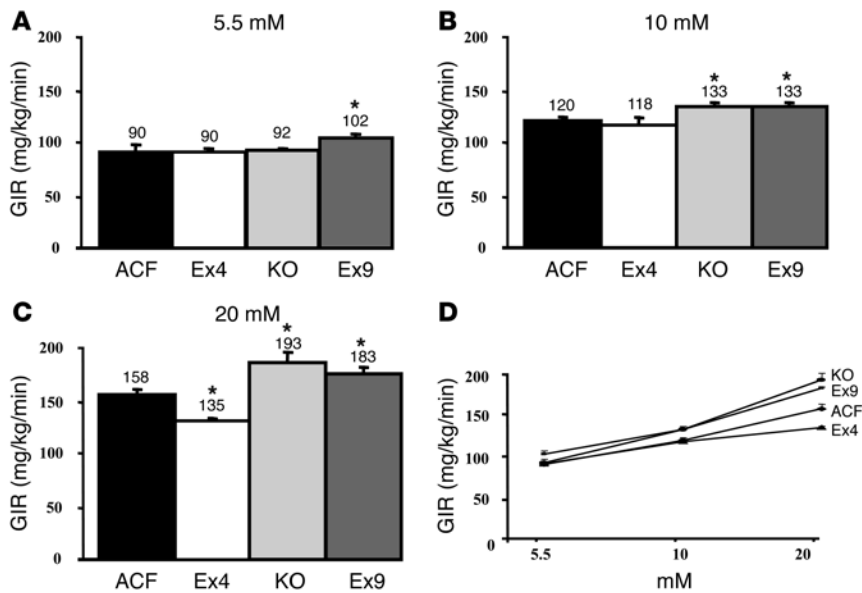 A
5.5 mM
GIR (mg/kg/min)
200
150
100
50
0
90
90
92
*
102
ACF Ex4 KO Ex9
B
10 mM
GIR (mg/kg/min)
200
150
100
50
0
120
118
*
133
*
133
ACF Ex4 KO Ex9
C
20 mM
GIR (mg/kg/min)
200
150
100
50
0
158
*
135
*
193
*
183
ACF Ex4 KO Ex9
D
GIR (mg/kg/min)
200
150
100
50
0
KO
Ex9
ACF
Ex4
5.5 10 20
mM